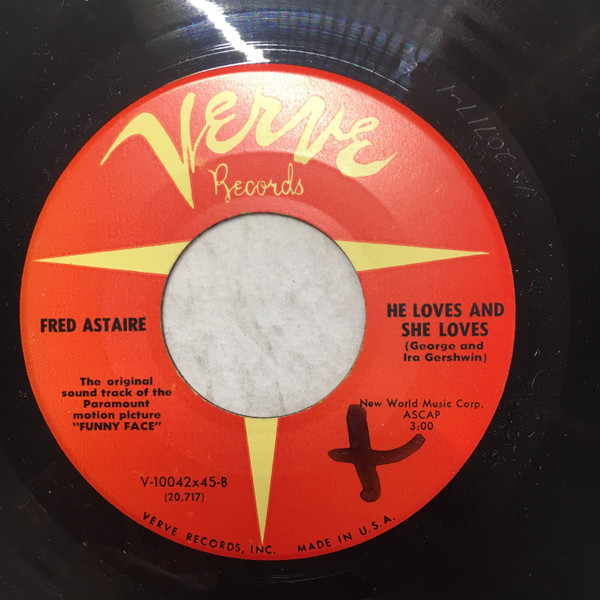 VERVE
Records
FRED ASTAIRE
HE LOVES AND
SHE LOVES
(George and
Ira Gershwin)
The original
sound track of the
Paramount
motion picture
"FUNNY FACE"
New World Music Corp.
ASCAP
3:00
V-10042x45-B
(20,717)
VERVE RECORDS, INC. MADE IN U.S.A.